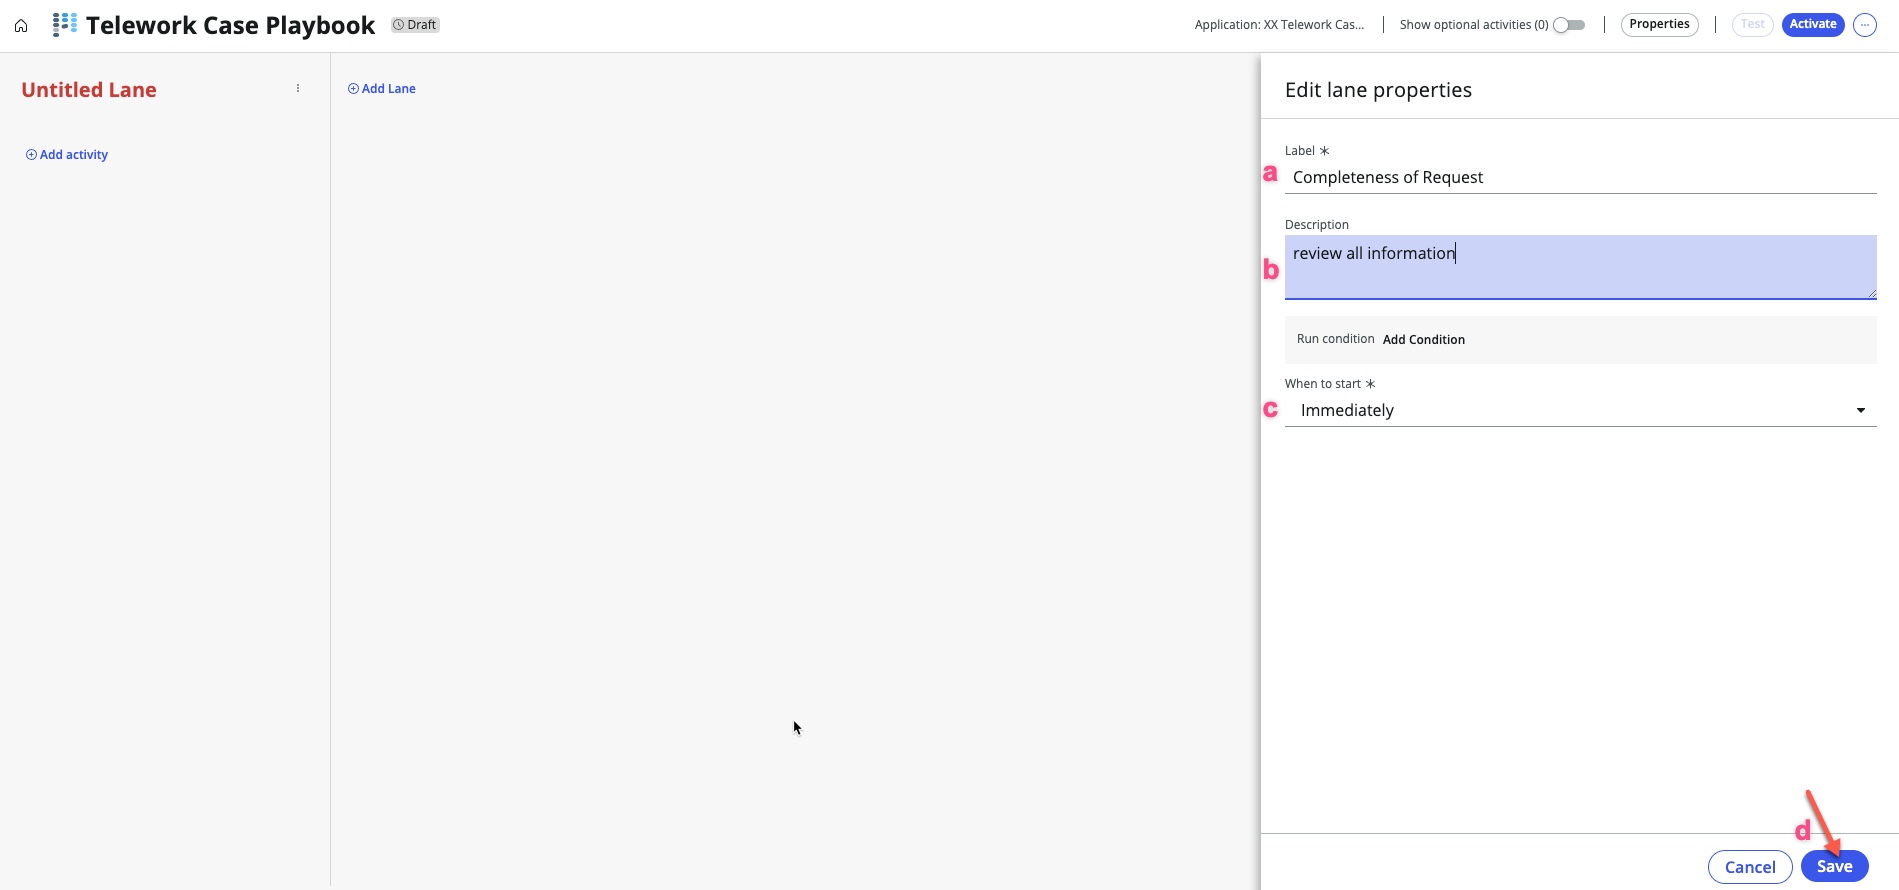 Telework Case Playbook Draft Application: XX Telework Cas... Show optional activities (0) Properties Test Activate
Untitled Lane
Add Lane
Add activity
Edit lane properties
Label *
a Completeness of Request
Description
b review all information
Run condition Add Condition
When to start *
c Immediately
d
Cancel Save